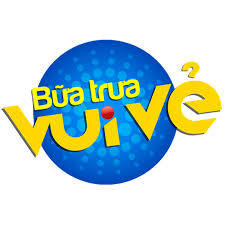 Bữa trưa
vui vẻ